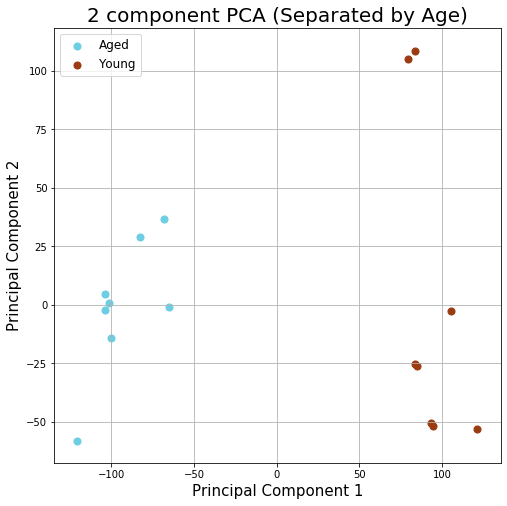 2 component PCA (Separated by Age)
Aged
Young
100
75
50
25
0
−25
−50
Principal Component 2
−100
−50
0
50
100
Principal Component 1